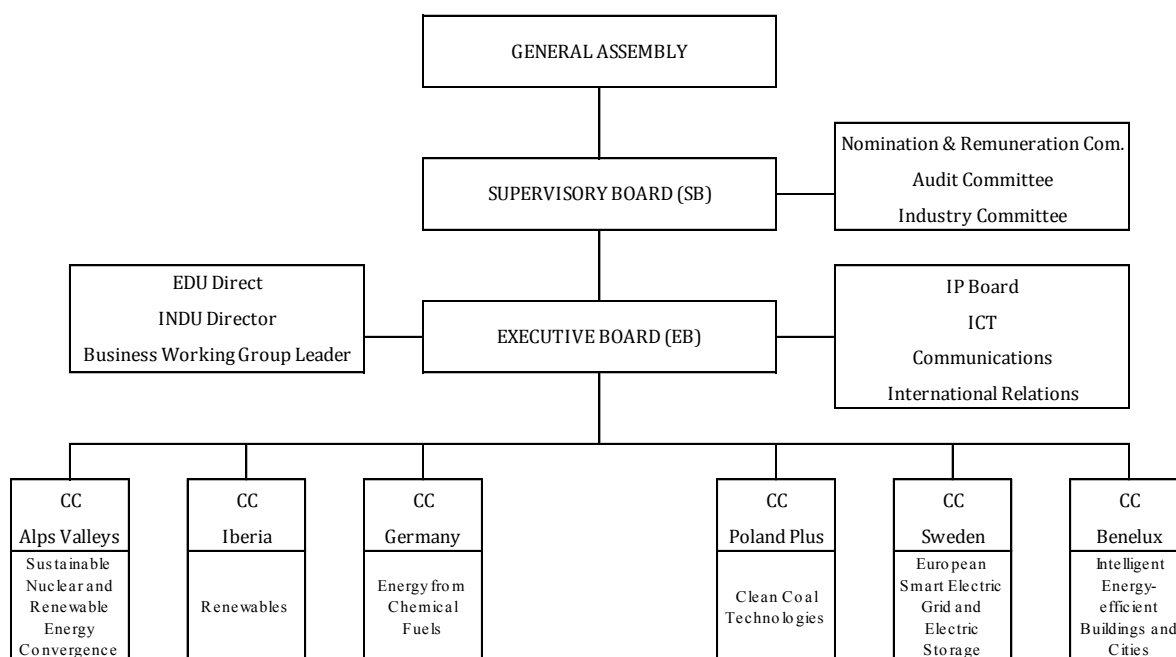 GENERAL ASSEMBLY
Nomination & Remuneration Com.
SUPERVISORY BOARD (SB)
Audit Committee
Industry Committee
EDU Direct
INDU Director
Business Working Group Leader
EXECUTIVE BOARD (EB)
IP Board
ICT
Communications
International Relations
CC
Alps Valleys
Sustainable
Nuclear and
Renewable
Energy
Convergence
CC
Iberia
Renewables
CC
Germany
Energy from
Chemical
Fuels
CC
Poland Plus
Clean Coal
Technologies
CC
Sweden
European
Smart Electric
Grid and
Electric
Storage
CC
Benelux
Intelligent
Energy-
efficient
Buildings and
Cities